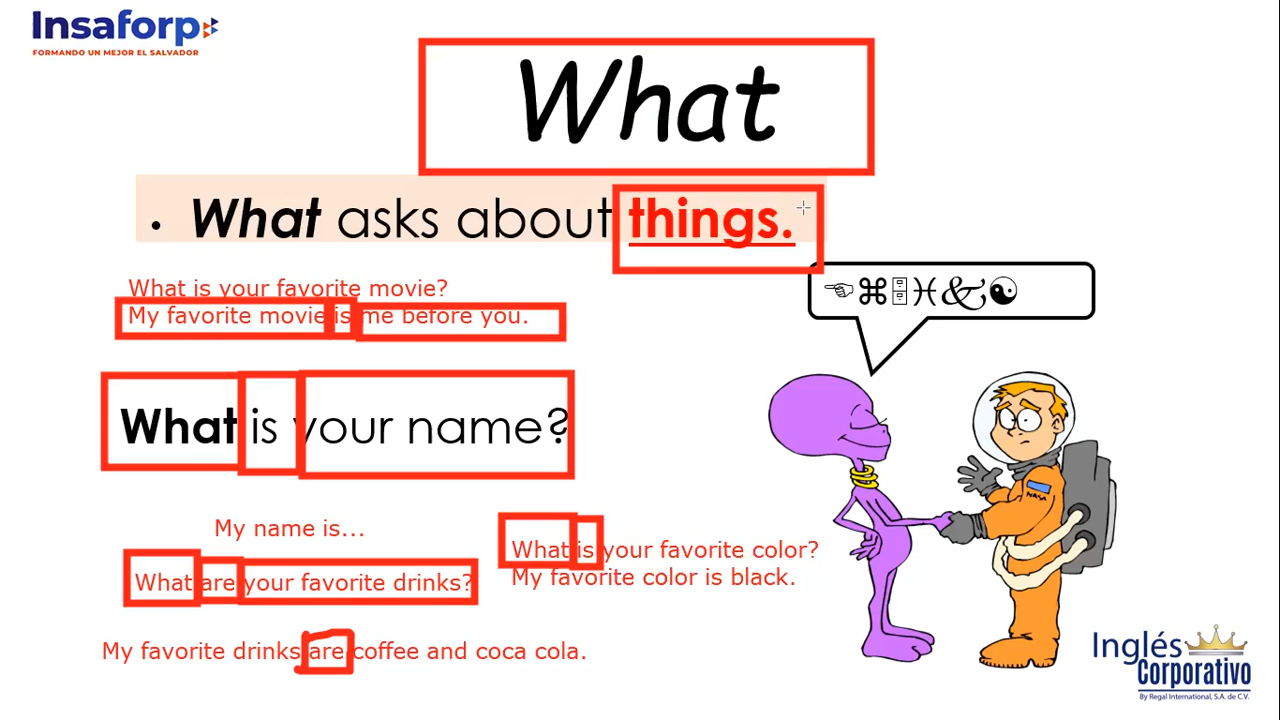 Insaforp
FORMANDO UN MEJOR EL SALVADOR
What
• What asks about things.
What is your favorite movie?
My favorite movie is me before you.
What is your name?
My name is...
What are your favorite drinks?
My favorite drinks are coffee and coca cola.
What is your favorite color?
My favorite color is black.
NASA
Inglés
Corporativo
By Regal International, S.A. de C.V.